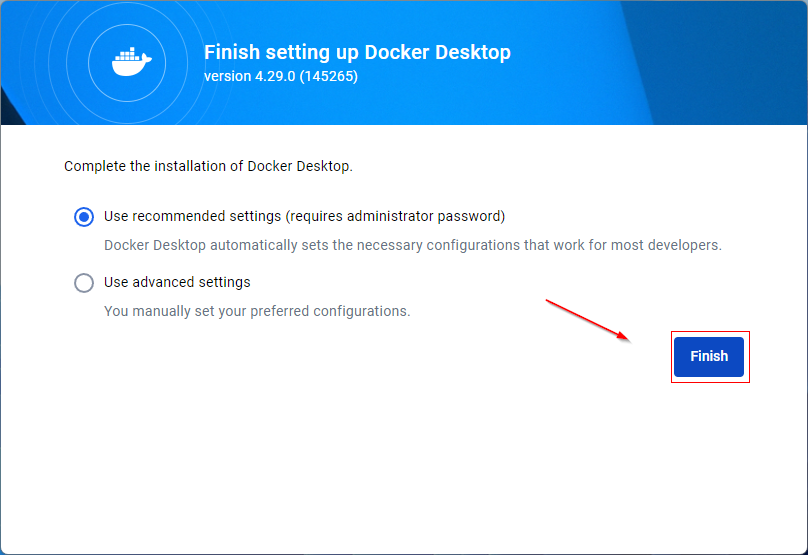 Finish setting up Docker Desktop
version 4.29.0 (145265)
Complete the installation of Docker Desktop.
Use recommended settings (requires administrator password)
Docker Desktop automatically sets the necessary configurations that work for most developers.
Use advanced settings
You manually set your preferred configurations.
Finish